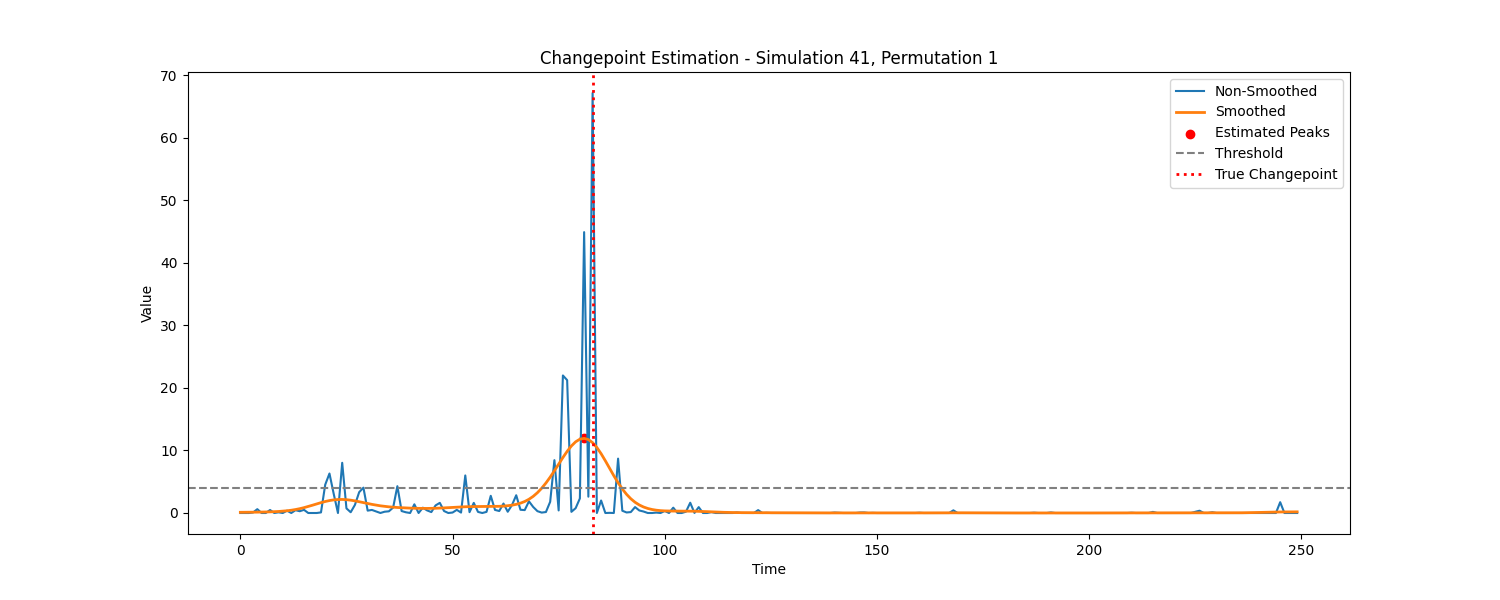 Changepoint Estimation - Simulation 41, Permutation 1
70
60
50
40
30
20
10
0
Value
0
50
100
150
200
250
Time
Non-Smoothed
Smoothed
Estimated Peaks
Threshold
True Changepoint